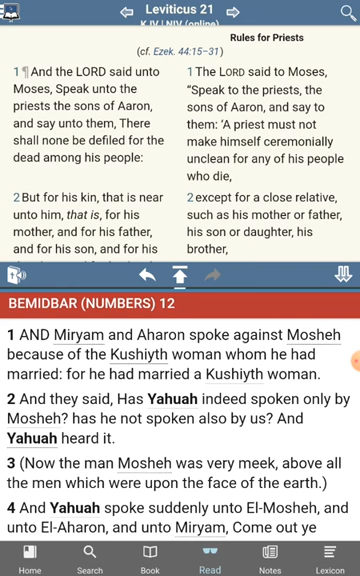 Leviticus 21
KJV | NIV (online)
Rules for Priests
(cf. Ezek. 44:15–31)
1 ¶ And the LORD said unto
Moses, Speak unto the
priests the sons of Aaron,
and say unto them, There
shall none be defiled for the
dead among his people:
2 But for his kin, that is near
unto him, that is, for his
mother, and for his father,
and for his son, and for his
1 The LORD said to Moses,
“Speak to the priests, the
sons of Aaron, and say to
them: ‘A priest must not
make himself ceremonially
unclean for any of his people
who die,
2 except for a close relative,
such as his mother or father,
his son or daughter, his
brother,
BEMIDBAR (NUMBERS) 12
1 AND Miryam and Aharon spoke against Mosheh
because of the Kushiyth woman whom he had
married: for he had married a Kushiyth woman.
2 And they said, Has Yahuah indeed spoken only by
Mosheh? has he not spoken also by us? And
Yahuah heard it.
3 (Now the man Mosheh was very meek, above all
the men which were upon the face of the earth.)
4 And Yahuah spoke suddenly unto El-Mosheh, and
unto El-Aharon, and unto Miryam, Come out ye
Home
Search
Book
Read
Notes
Lexicon